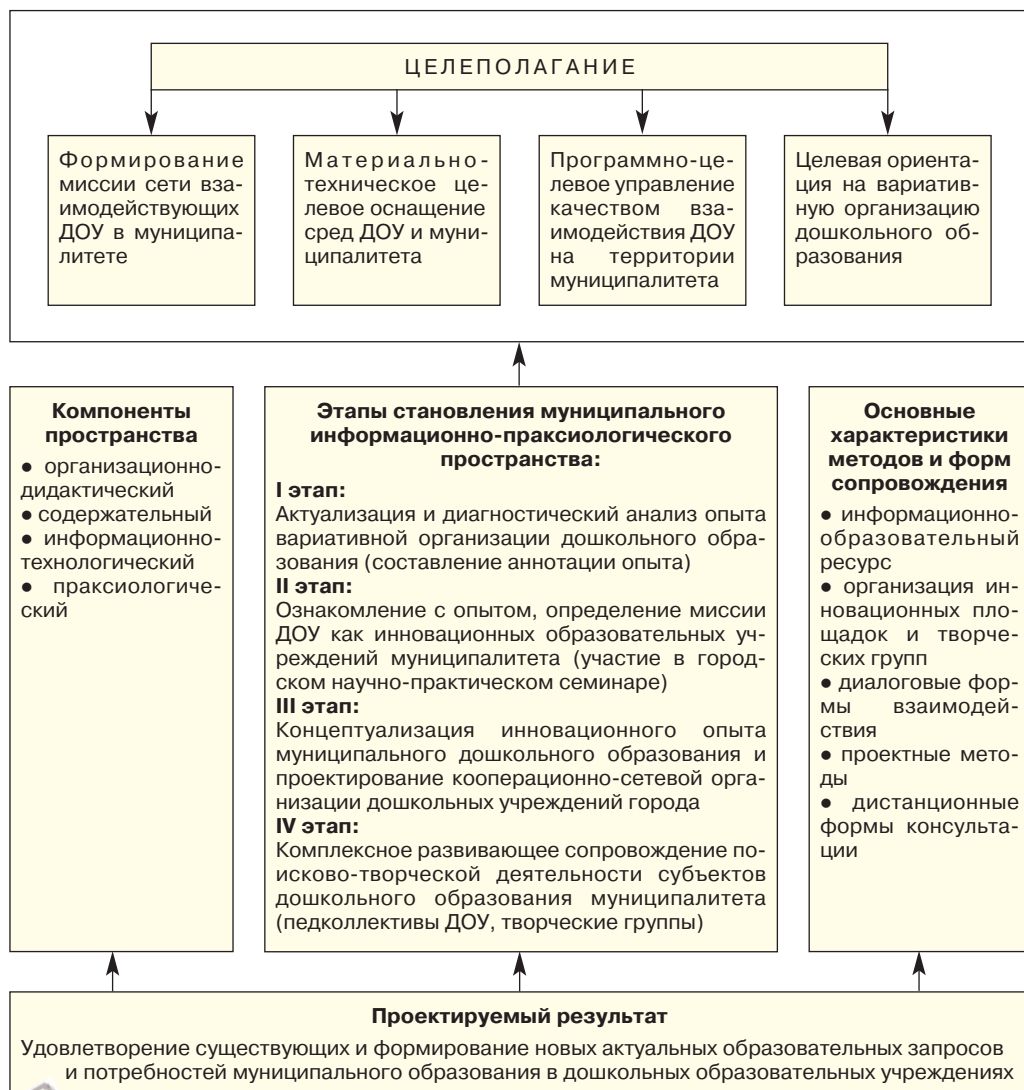 ЦЕЛЕПОЛАГАНИЕ
Формирование
миссии сети вза-
имодействующих
ДОУ в муниципа-
литете
Материально-
техническое це-
левое оснащение
сред ДОУ и муни-
ципалитета
Программно-це-
левое управление
качеством вза-
имодействия ДОУ
на территории
муниципалитета
Целевая ориента-
ция на вариатив-
ную организацию
дошкольного об-
разования
Компоненты
пространства
● организационно-
дидактический
● содержательный
● информационно-
технологический
● праксиологиче-
ский
Этапы становления муниципального
информационно-праксиологического
пространства:
I этап:
Актуализация и диагностический анализ опыта
вариативной организации дошкольного обра-
зования (составление аннотации опыта)
II этап:
Ознакомление с опытом, определение миссии
ДОУ как инновационных образовательных уч-
реждений муниципалитета (участие в город-
ском научно-практическом семинаре)
III этап:
Концептуализация инновационного опыта
муниципального дошкольного образования и
проектирование кооперационно-сетевой орга-
низации дошкольных учреждений города
IV этап:
Комплексное развивающее сопровождение по-
исково-творческой деятельности субъектов
дошкольного образования муниципалитета
(педколлективы ДОУ, творческие группы)
Основные
характеристики
методов и форм
сопровождения
● информационно-
образовательный
ресурс
● организация ин-
новационных пло-
щадок и творче-
ских групп
● диалоговые фор-
мы взаимодей-
ствия
● проектные мето-
ды
● дистанционные
формы консульта-
ции
Проектируемый результат
Удовлетворение существующих и формирование новых актуальных образовательных запросов
и потребностей муниципального образования в дошкольных образовательных учреждениях